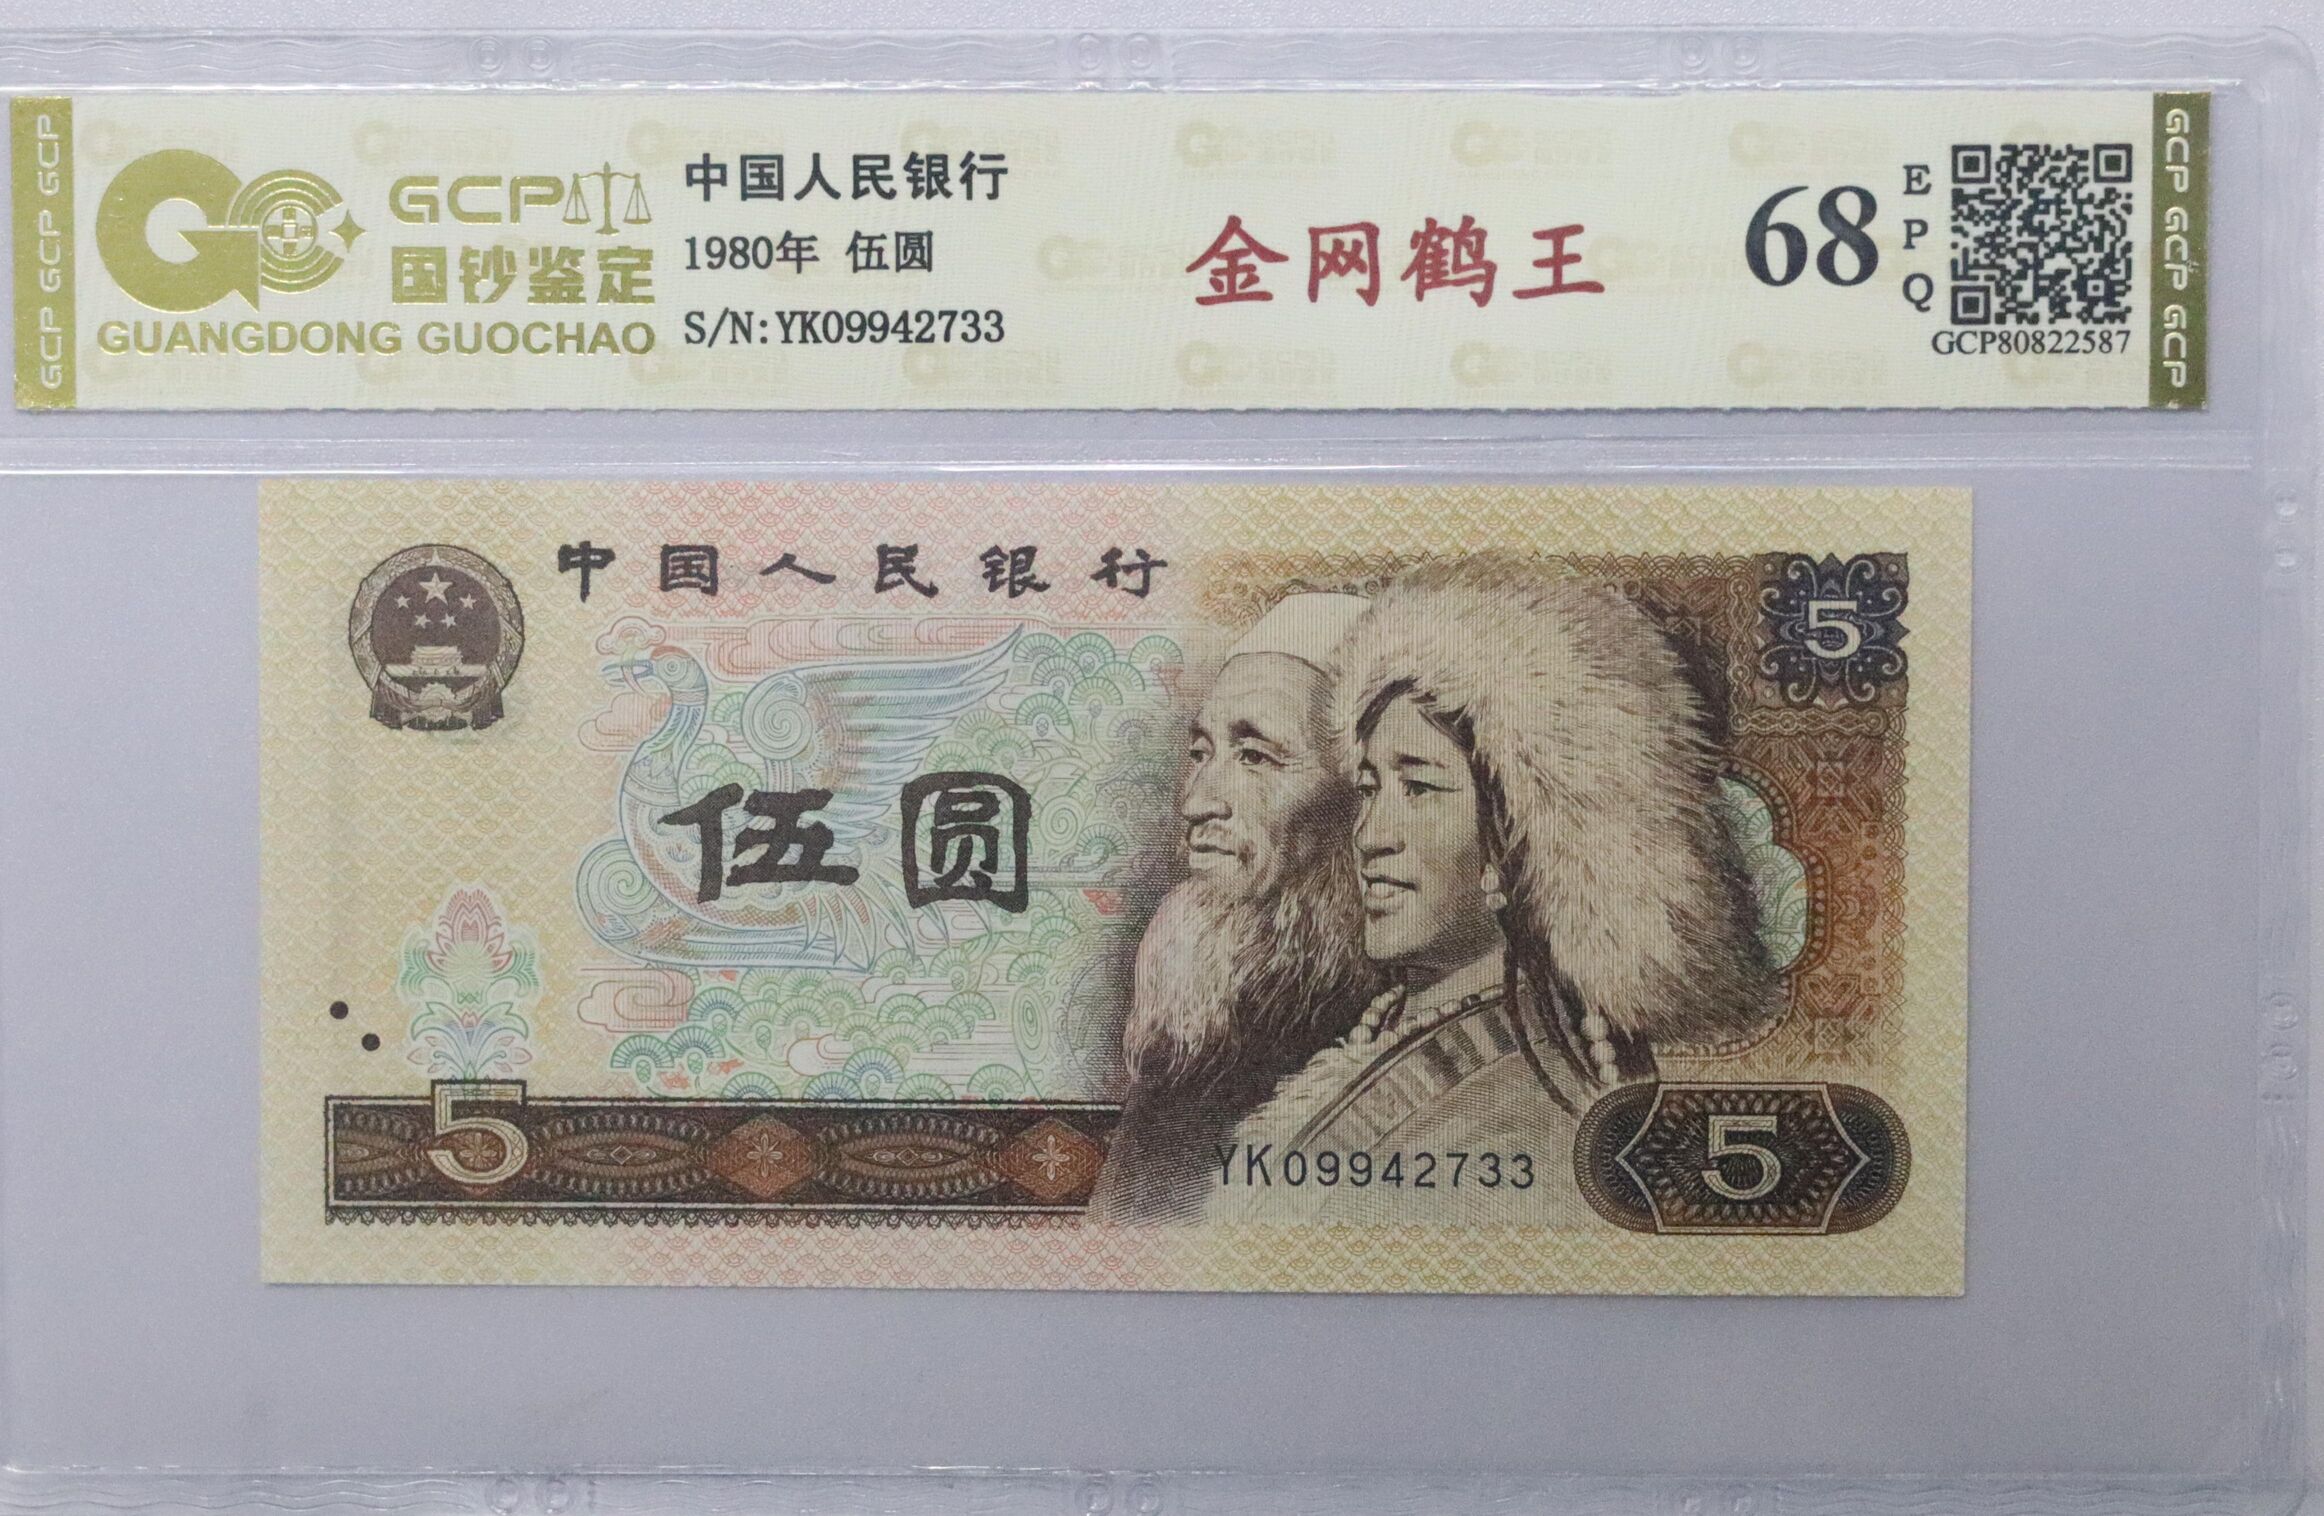 GCP GCP GCP
GCP
国钞鉴定
GUANGDONG GUOCHAO
中国人民银行
1980年 伍圆
S/N:YK09942733
金网鹤王
68
EPQ
GCP80822587
GCP GCP GCP
中国人民银行
5
伍圆
5
YK09942733
5